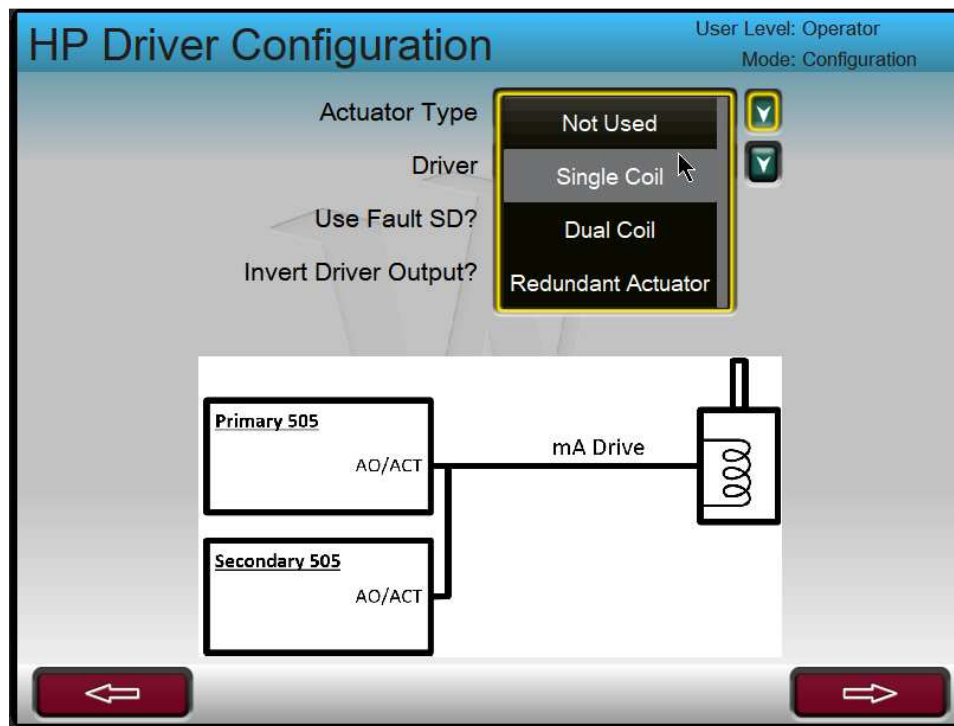 HP Driver Configuration
User Level: Operator
Mode: Configuration
Actuator Type
Not Used
Driver
Single Coil
Use Fault SD?
Dual Coil
Invert Driver Output?
Redundant Actuator
Primary 505
AO/ACT
mA Drive
Secondary 505
AO/ACT